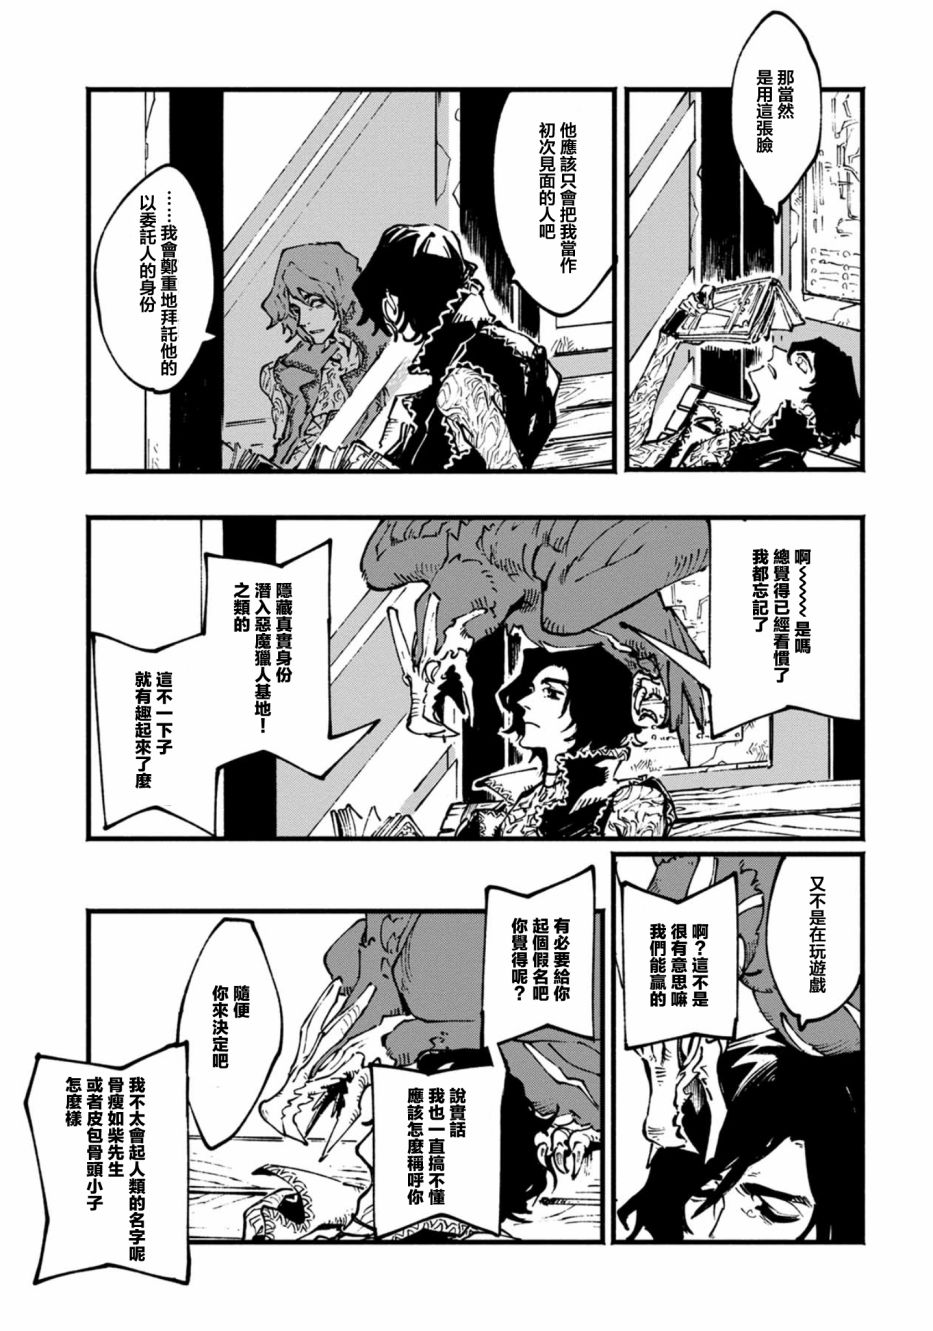 那當然
是用這張臉
他應該只會把我當作
初次見面的人吧
⋯⋯我會鄭重地拜託他的
以委託人的身份
啊~~~~~是嗎
總覺得已經看慣了
我都忘記了
隱藏真實身份
潛入惡魔獵人基地！
之類的
這不一下子
就有趣起來了麼
又不是在玩遊戲
啊？這不是
很有意思嘛
我們能贏的
有必要給你
起個假名吧
你覺得呢？
說實話
我也一直搞不懂
應該怎麼稱呼你
隨便
你來決定吧
我不太會起人類的名字呢
骨瘦如柴先生
或者皮包骨頭小子
怎麼樣